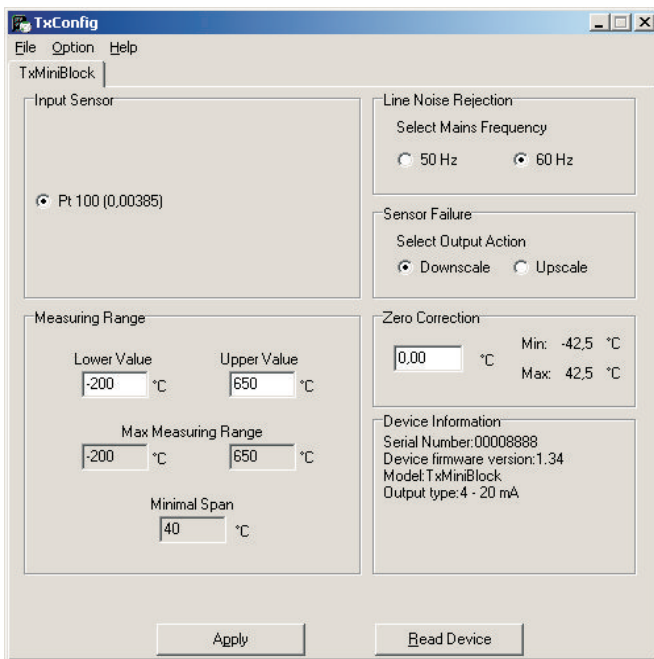 TxConfig
File Option Help
TxMiniBlock
Input Sensor
Pt 100 (0,00385)
Line Noise Rejection
Select Mains Frequency
50 Hz 60 Hz
Sensor Failure
Select Output Action
Downscale Upscale
Measuring Range
Lower Value Upper Value
-200 °C 650 °C
Max Measuring Range
-200 °C 650 °C
Minimal Span
40 °C
Zero Correction
0,00 °C
Min: -42,5 °C
Max: 42,5 °C
Device Information
Serial Number:00008888
Device firmware version:1.34
Model:TxMiniBlock
Output type:4 - 20 mA
Apply Read Device